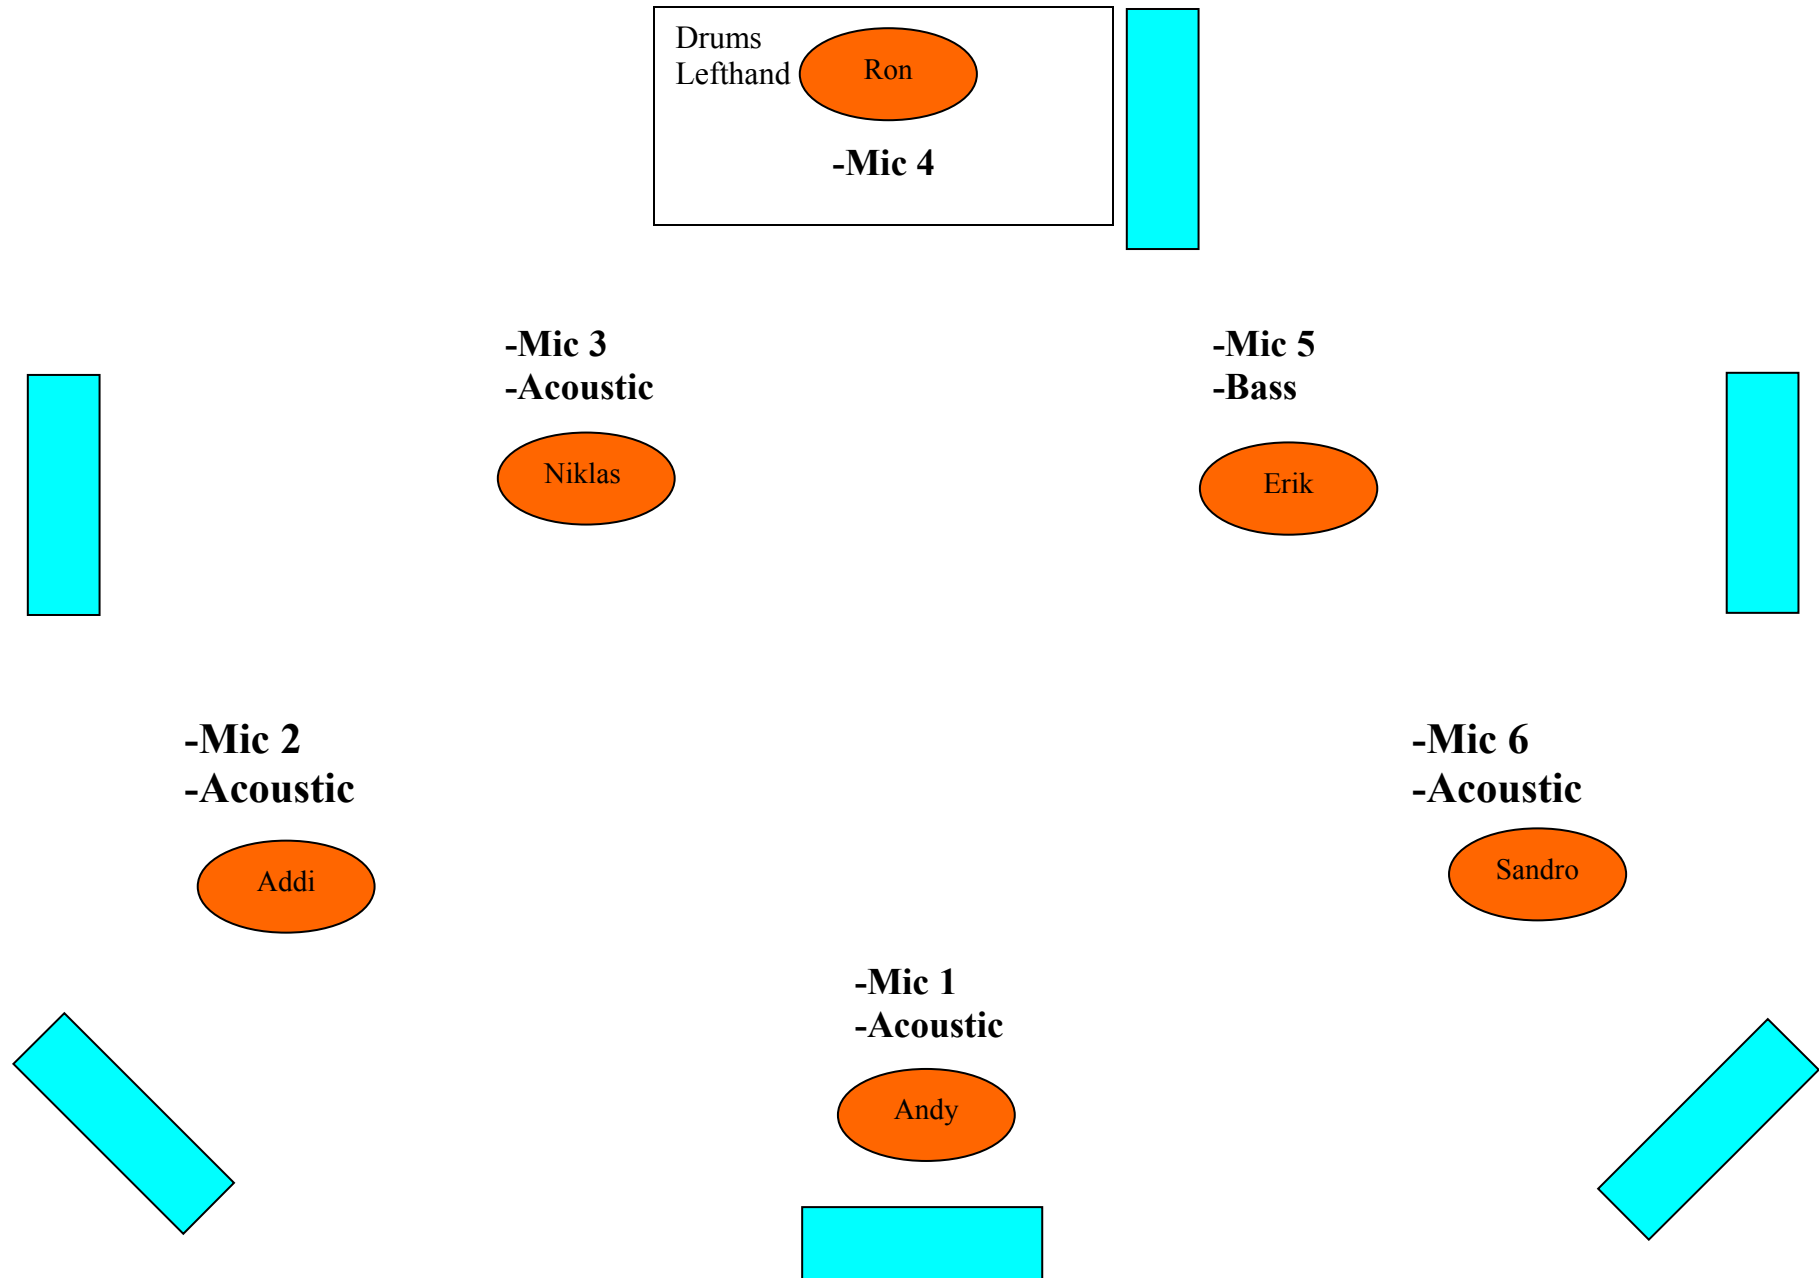 Drums
Lefthand
Ron
-Mic 4
-Mic 3
-Acoustic
Niklas
-Mic 5
-Bass
Erik
-Mic 2
-Acoustic
Addi
-Mic 6
-Acoustic
Sandro
-Mic 1
-Acoustic
Andy